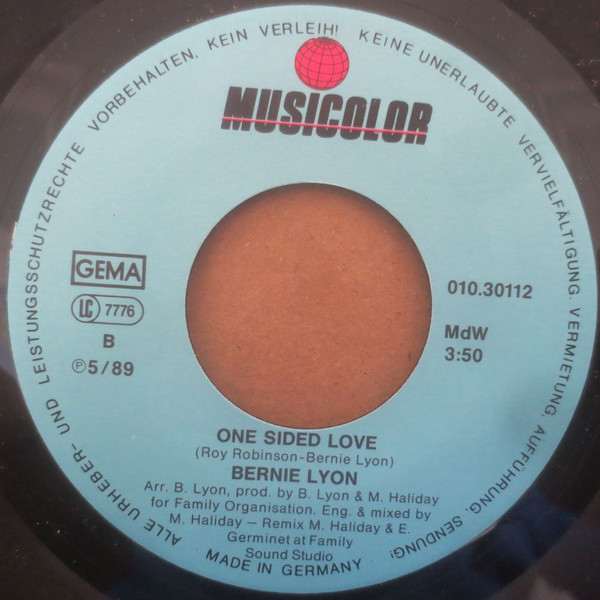 ALLE URHEBER- UND LEISTUNGSSCHUTZRECHTE VORBEHALTEN, KEIN VERLEIH! KEINE UNERLAUBTE VERVIELFÄLTIGUNG. VERMIETUNG. AUFFÜHRUNG. SENDUNG!
MUSICOLOR
GEMA
LC 7776
B
℗5/89
010.30112
MdW
3:50
ONE SIDED LOVE
(Roy Robinson-Bernie Lyon)
BERNIE LYON
Arr. B. Lyon, prod. by B. Lyon & M. Haliday
for Family Organisation. Eng. & mixed by
M. Haliday – Remix M. Haliday & E.
Germinet at Family
Sound Studio
MADE IN GERMANY